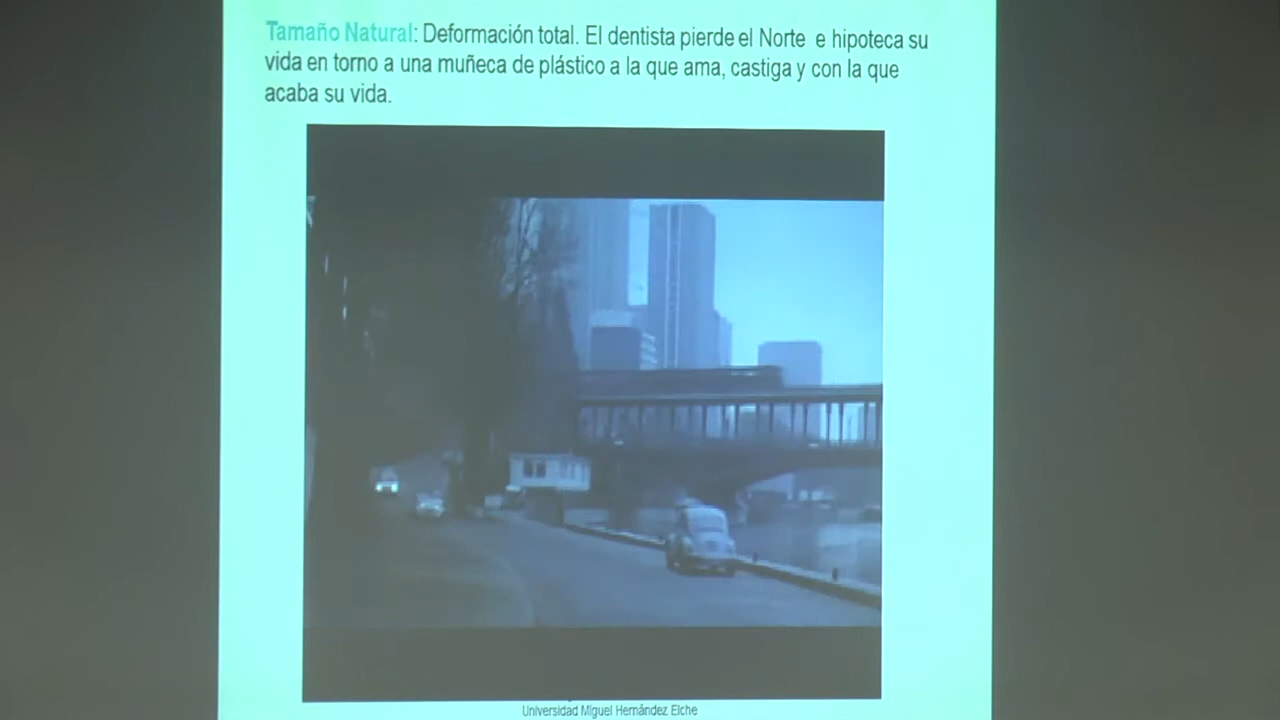 Tamaño Natural: Deformación total. El dentista pierde el Norte e hipoteca su
vida en torno a una muñeca de plástico a la que ama, castiga y con la que
acaba su vida.
Universidad Miguel Hernández Elche